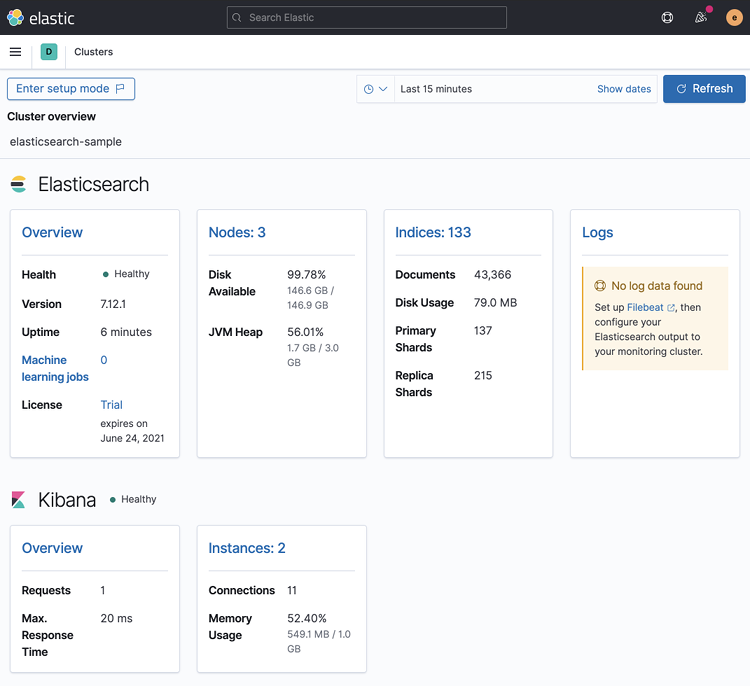 elastic
Search Elastic
e
D
Clusters
Enter setup mode
Last 15 minutes
Show dates
Refresh
Cluster overview
elasticsearch-sample
Elasticsearch
Overview
Health
Healthy
Version
7.12.1
Uptime
6 minutes
Machine
learning jobs
0
License
Trial
expires on
June 24, 2021
Nodes: 3
Disk
Available
99.78%
146.6 GB /
146.9 GB
JVM Heap
56.01%
1.7 GB / 3.0
GB
Indices: 133
Documents
43,366
Disk Usage
79.0 MB
Primary
Shards
137
Replica
Shards
215
Logs
No log data found
Set up Filebeat , then
configure your
Elasticsearch output to
your monitoring cluster.
Kibana
Healthy
Overview
Requests
1
Max.
Response
Time
20 ms
Instances: 2
Connections
11
Memory
Usage
52.40%
549.1 MB / 1.0
GB